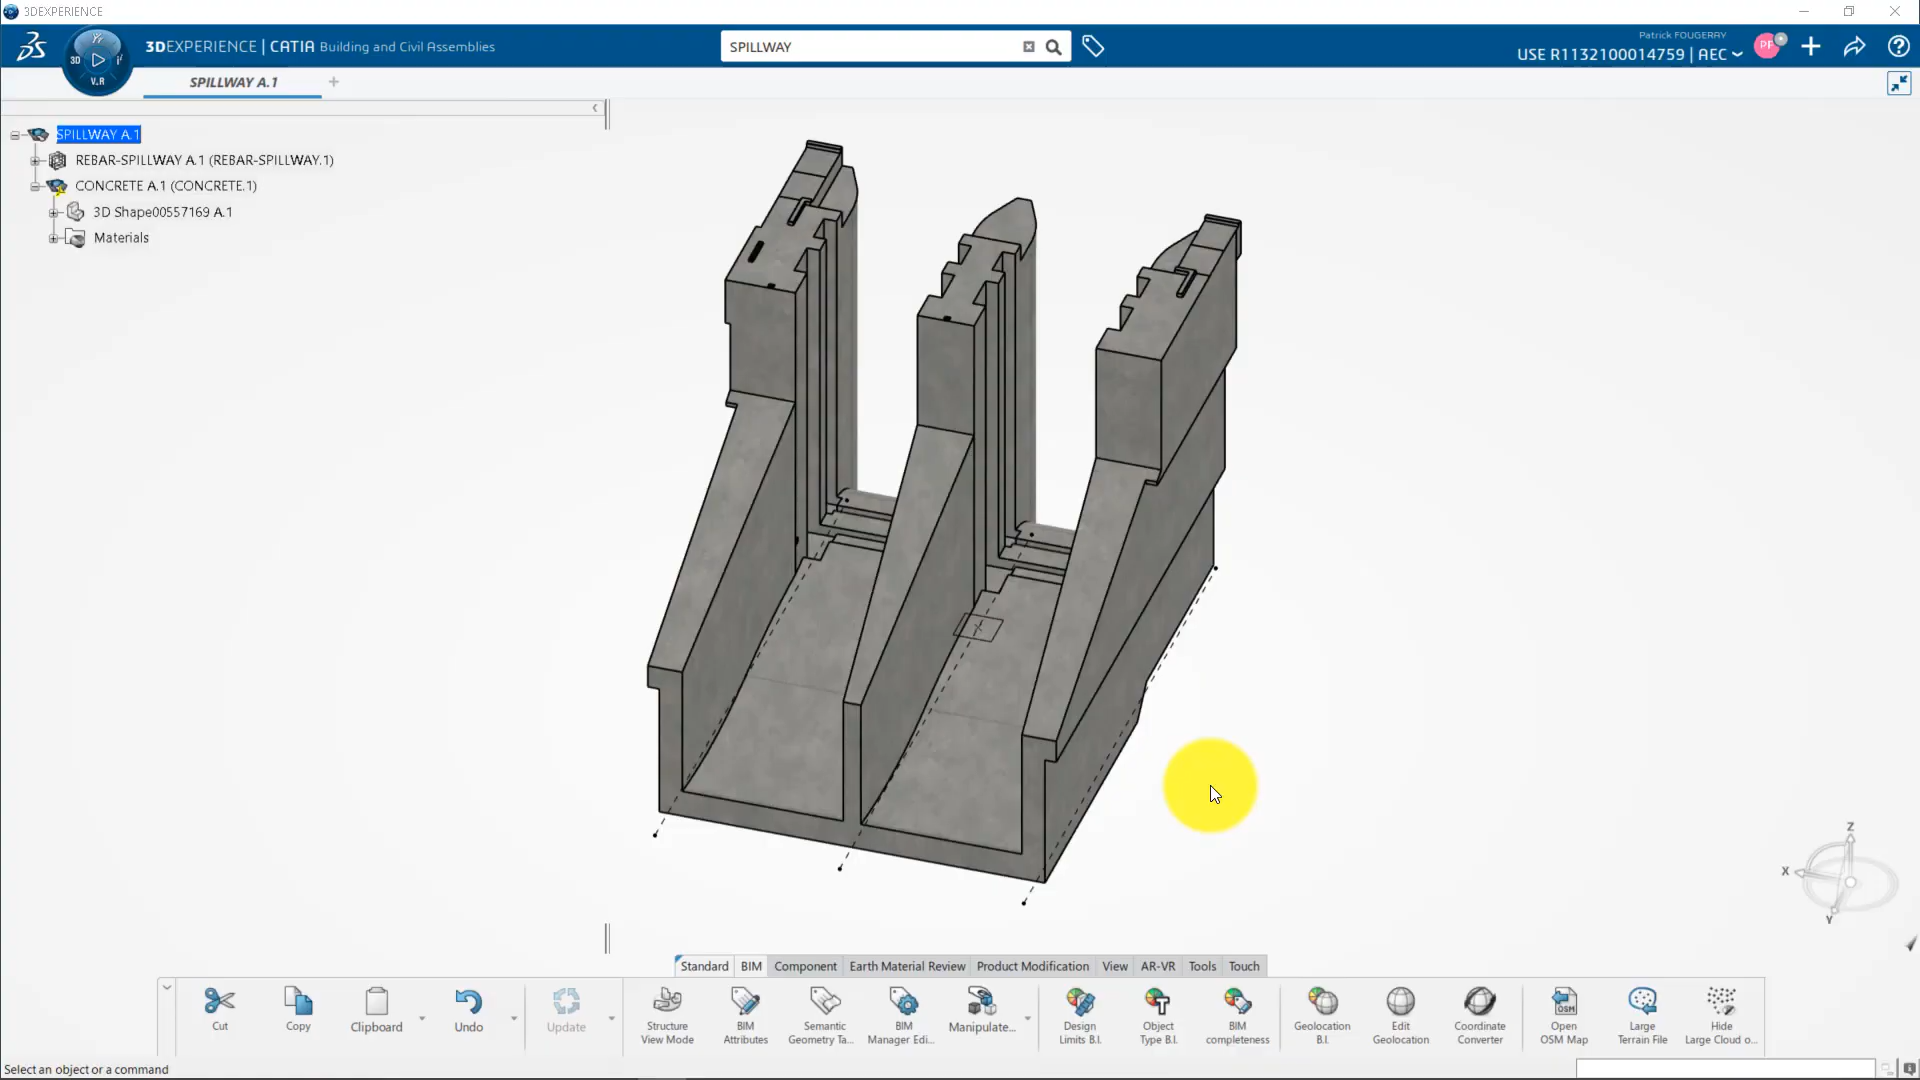 3DEXPERIENCE
3DEXPERIENCE | CATIA Building and Civil Assemblies
SPILLWAY
Patrick FOUGERAY
USE R1132100014759 | AEC
PF
3D
V.R
SPILLWAY A.1
SPILLWAY A.1
REBAR-SPILLWAY A.1 (REBAR-SPILLWAY.1)
CONCRETE A.1 (CONCRETE.1)
3D Shape00557169 A.1
Materials
Z
X
Y
Standard
BIM
Component
Earth Material Review
Product Modification
View
AR-VR
Tools
Touch
Cut
Copy
Clipboard
Undo
Update
Structure
View Mode
BIM
Attributes
Semantic
Geometry Ta...
BIM
Manager Edi...
Manipulate...
Design
Limits B.I.
Object
Type B.I.
BIM
completeness
Geolocation
B.I.
Edit
Geolocation
Coordinate
Converter
OSM
Open
OSM Map
Large
Terrain File
Hide
Large Cloud o...
Select an object or a command